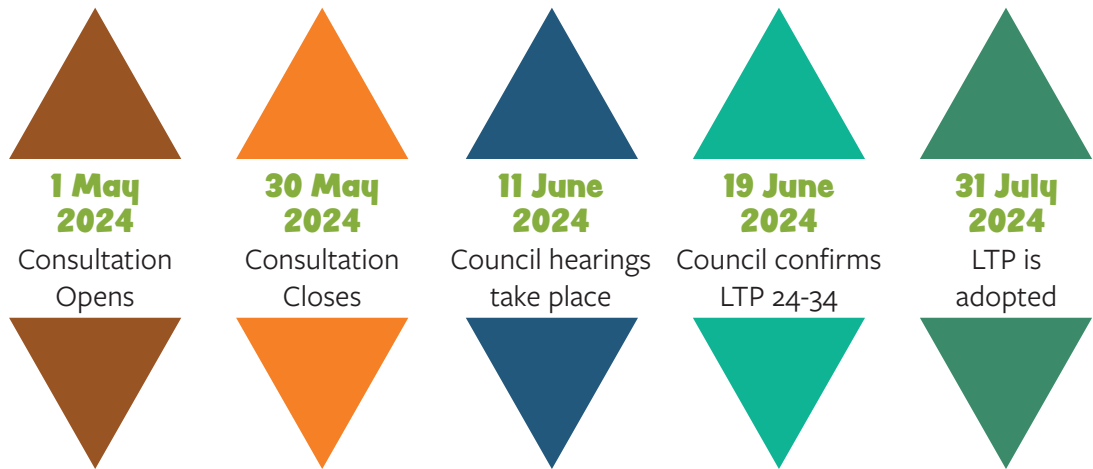 1 May
2024
Consultation
Opens
30 May
2024
Consultation
Closes
11 June
2024
Council hearings
take place
19 June
2024
Council confirms
LTP 24-34
31 July
2024
LTP is
adopted